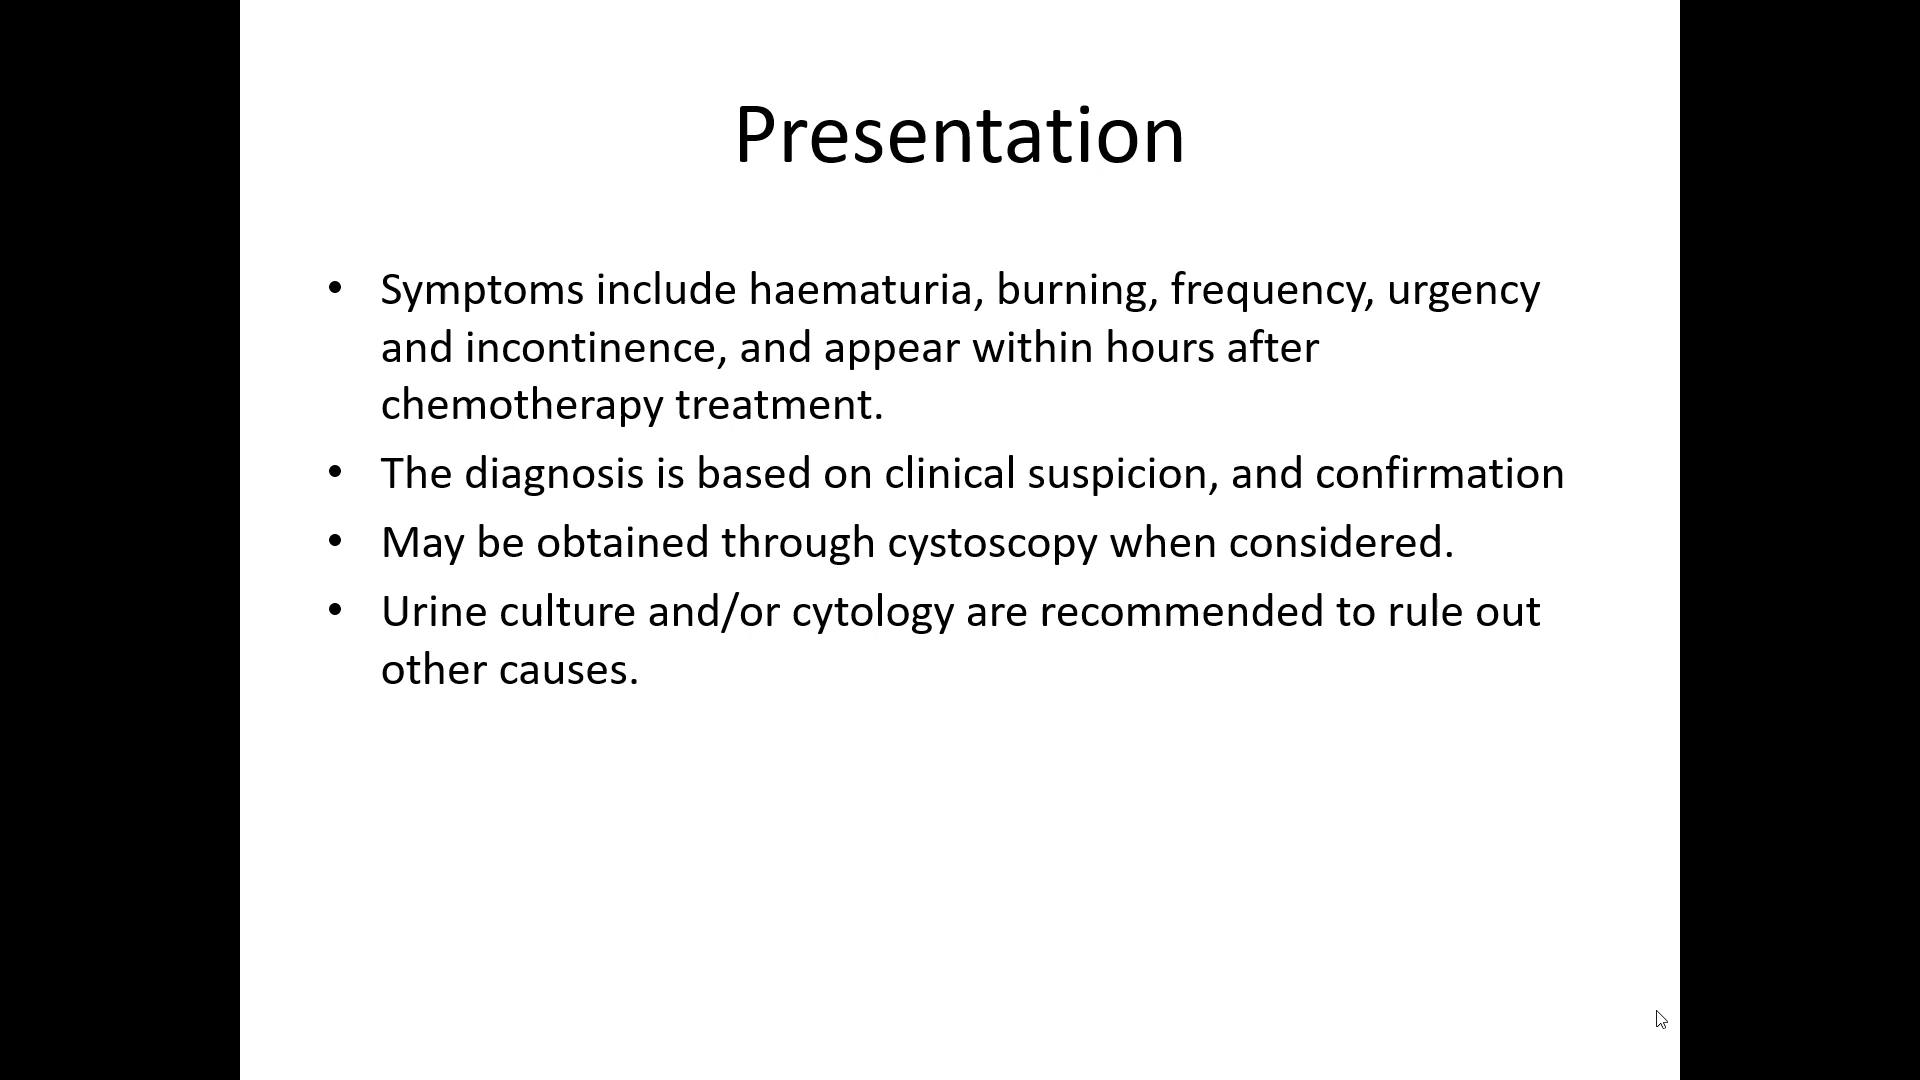 Presentation
• Symptoms include haematuria, burning, frequency, urgency
and incontinence, and appear within hours after
chemotherapy treatment.
• The diagnosis is based on clinical suspicion, and confirmation
• May be obtained through cystoscopy when considered.
• Urine culture and/or cytology are recommended to rule out
other causes.